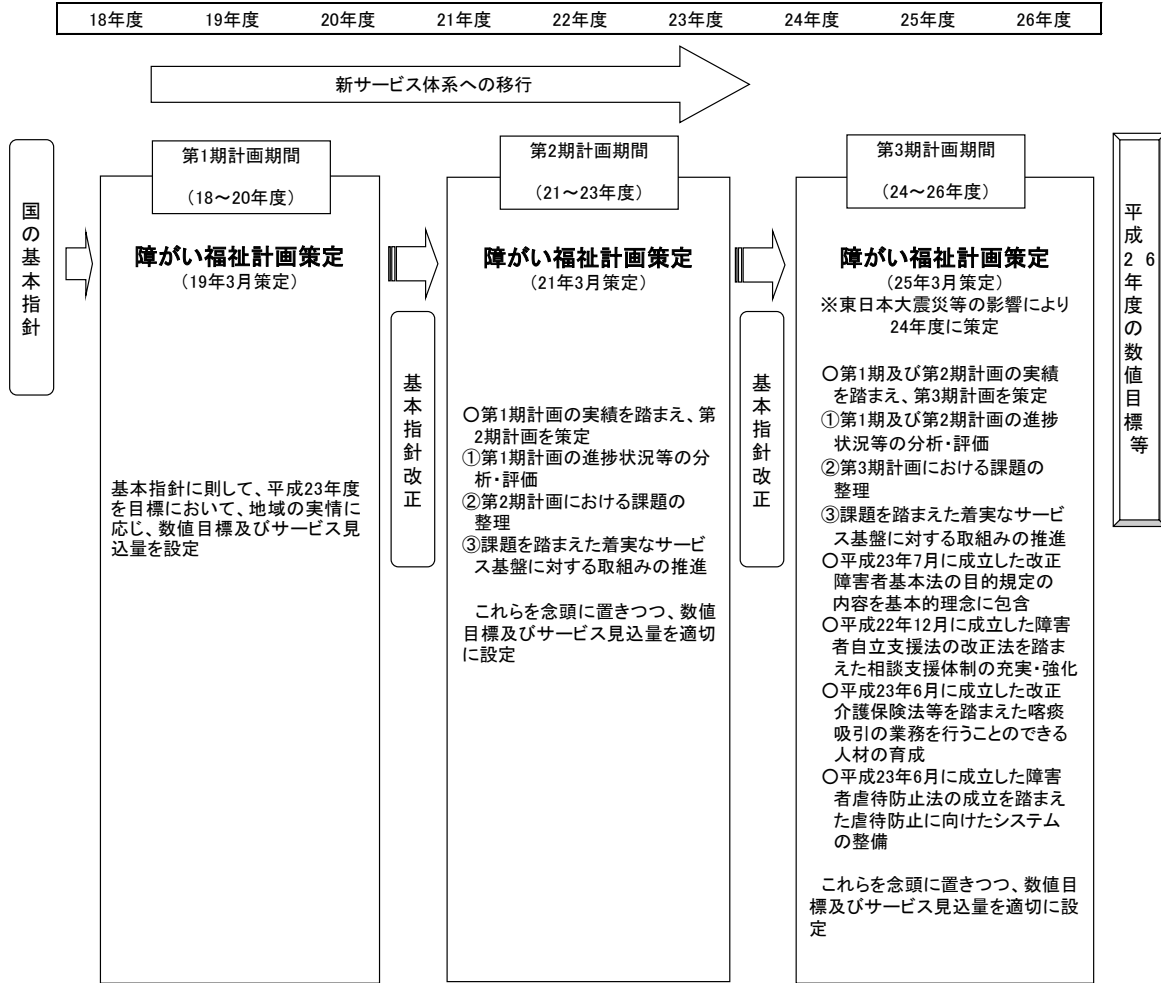 18年度 19年度 20年度 21年度 22年度 23年度 24年度 25年度 26年度
新サービス体系への移行
国の基本指針
第1期計画期間
(18～20年度)
障がい福祉計画策定
(19年3月策定)
基本指針に則して、平成23年度
を目標において、地域の実情に
応じ、数値目標及びサービス見
込量を設定
基本指針改正
第2期計画期間
(21～23年度)
障がい福祉計画策定
(21年3月策定)
○第1期計画の実績を踏まえ、第
2期計画を策定
①第1期計画の進捗状況等の分
析・評価
②第2期計画における課題の
整理
③課題を踏まえた着実なサービ
ス基盤に対する取組みの推進
これらを念頭に置きつつ、数値
目標及びサービス見込量を適切
に設定
基本指針改正
第3期計画期間
(24～26年度)
障がい福祉計画策定
(25年3月策定)
※東日本大震災等の影響により
24年度に策定
○第1期及び第2期計画の実績
を踏まえ、第3期計画を策定
①第1期及び第2期計画の進捗
状況等の分析・評価
②第3期計画における課題の
整理
③課題を踏まえた着実なサービ
ス基盤に対する取組みの推進
○平成23年7月に成立した改正
障害者基本法の目的規定の
内容を基本的理念に包含
○平成22年12月に成立した障害
者自立支援法の改正法を踏ま
えた相談支援体制の充実・強化
○平成23年6月に成立した改正
介護保険法等を踏まえた喀痰
吸引の業務を行うことのできる
人材の育成
○平成23年6月に成立した障害
者虐待防止法の成立を踏まえ
た虐待防止に向けたシステム
の整備
これらを念頭に置きつつ、数値目
標及びサービス見込量を適切に設
定
平成26年度の数値目標等